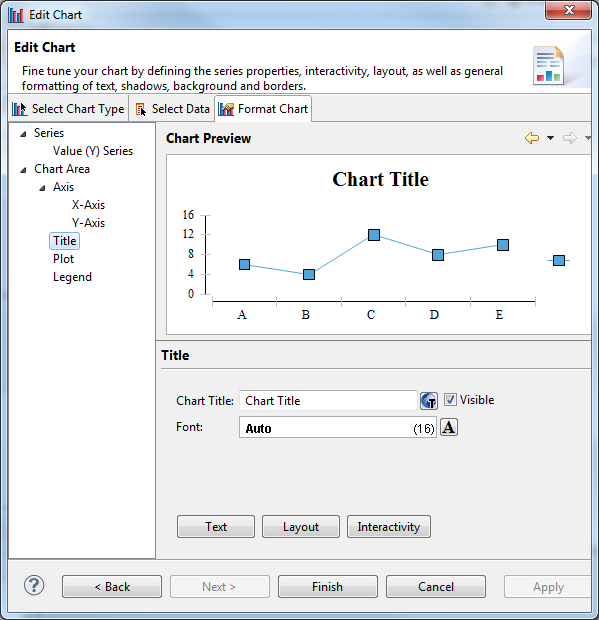 Edit Chart
Edit Chart
Fine tune your chart by defining the series properties, interactivity, layout, as well as general
formatting of text, shadows, background and borders.
Select Chart Type Select Data Format Chart
Series
Value (Y) Series
Chart Area
Axis
X-Axis
Y-Axis
Title
Plot
Legend
Chart Preview
Chart Title
16
12
8
4
0
A B C D E
Title
Chart Title: Chart Title T Visible
Font: Auto (16) A
Text Layout Interactivity
? < Back Next > Finish Cancel Apply